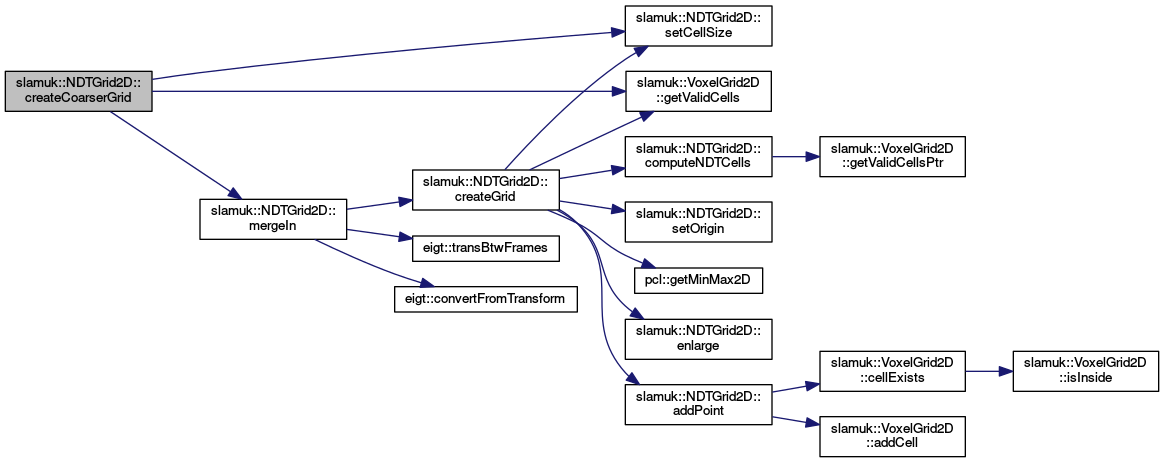 slamuk::NDTGrid2D::
createCoarserGrid
slamuk::NDTGrid2D::
setCellSize
slamuk::VoxelGrid2D
::getValidCells
slamuk::NDTGrid2D::
mergeIn
slamuk::NDTGrid2D::
createGrid
eigt::transBtwFrames
eigt::convertFromTransform
slamuk::NDTGrid2D::
computeNDTCells
slamuk::VoxelGrid2D
::getValidCellsPtr
slamuk::NDTGrid2D::
setOrigin
pcl::getMinMax2D
slamuk::NDTGrid2D::
enlarge
slamuk::NDTGrid2D::
addPoint
slamuk::VoxelGrid2D
::cellExists
slamuk::VoxelGrid2D
::isInside
slamuk::VoxelGrid2D
::addCell